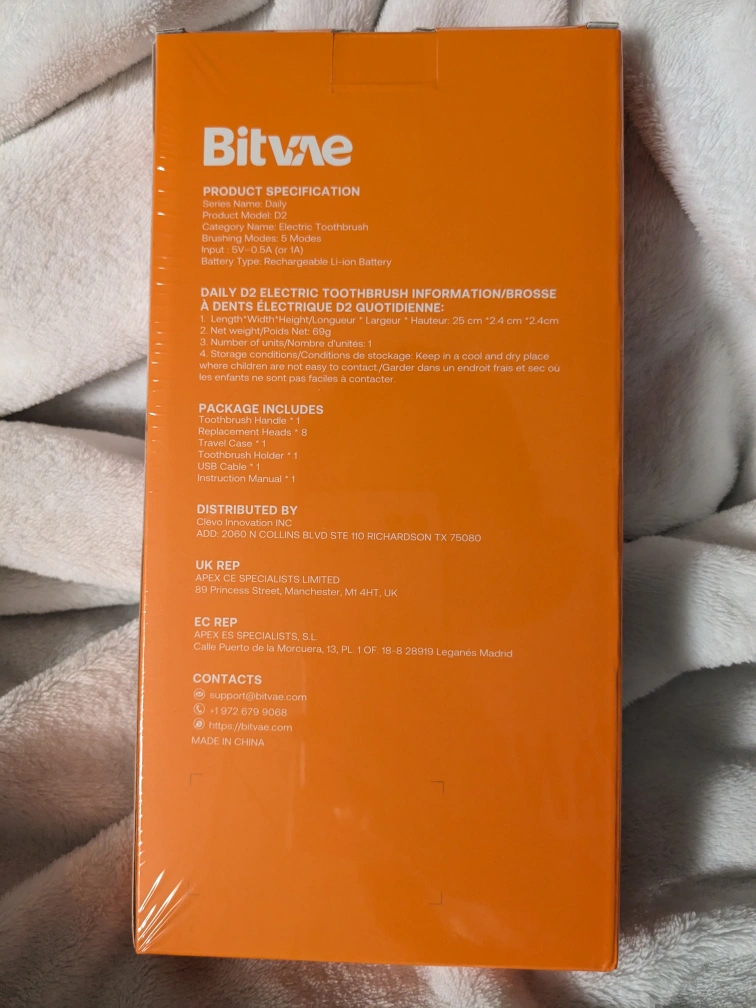 Bitvae
PRODUCT SPECIFICATION
Series Name: Daily
Product Model: D2
Category Name: Electric Toothbrush
Brushing Modes: 5 Modes
Input : 5V⎓0.5A (or 1A)
Battery Type: Rechargeable Li-ion Battery
DAILY D2 ELECTRIC TOOTHBRUSH INFORMATION/BROSSE
À DENTS ÉLECTRIQUE D2 QUOTIDIENNE:
1. Length*Width*Height/Longueur * Largeur * Hauteur: 25 cm *2.4 cm *2.4cm
2. Net weight/Poids Net: 69g
3. Number of units/Nombre d'unités: 1
4. Storage conditions/Conditions de stockage: Keep in a cool and dry place
where children are not easy to contact./Garder dans un endroit frais et sec où
les enfants ne sont pas faciles à contacter.
PACKAGE INCLUDES
Toothbrush Handle * 1
Replacement Heads * 8
Travel Case * 1
Toothbrush Holder * 1
USB Cable * 1
Instruction Manual * 1
DISTRIBUTED BY
Clevo Innovation INC
ADD: 2060 N COLLINS BLVD STE 110 RICHARDSON TX 75080
UK REP
APEX CE SPECIALISTS LIMITED
89 Princess Street, Manchester, M1 4HT, UK
EC REP
APEX ES SPECIALISTS, S.L.
Calle Puerto de la Morcuera, 13, PL. 1 OF. 18-8 28919 Leganés Madrid
CONTACTS
support@bitvae.com
+1 972 679 9068
https://bitvae.com
MADE IN CHINA